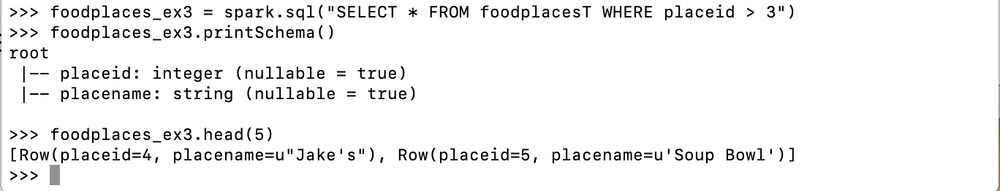 >>> foodplaces_ex3 = spark.sql("SELECT * FROM foodplacesT WHERE placeid > 3")
>>> foodplaces_ex3.printSchema()
root
 |-- placeid: integer (nullable = true)
 |-- placename: string (nullable = true)

>>> foodplaces_ex3.head(5)
[Row(placeid=4, placename=u"Jake's"), Row(placeid=5, placename=u'Soup Bowl')]
>>>